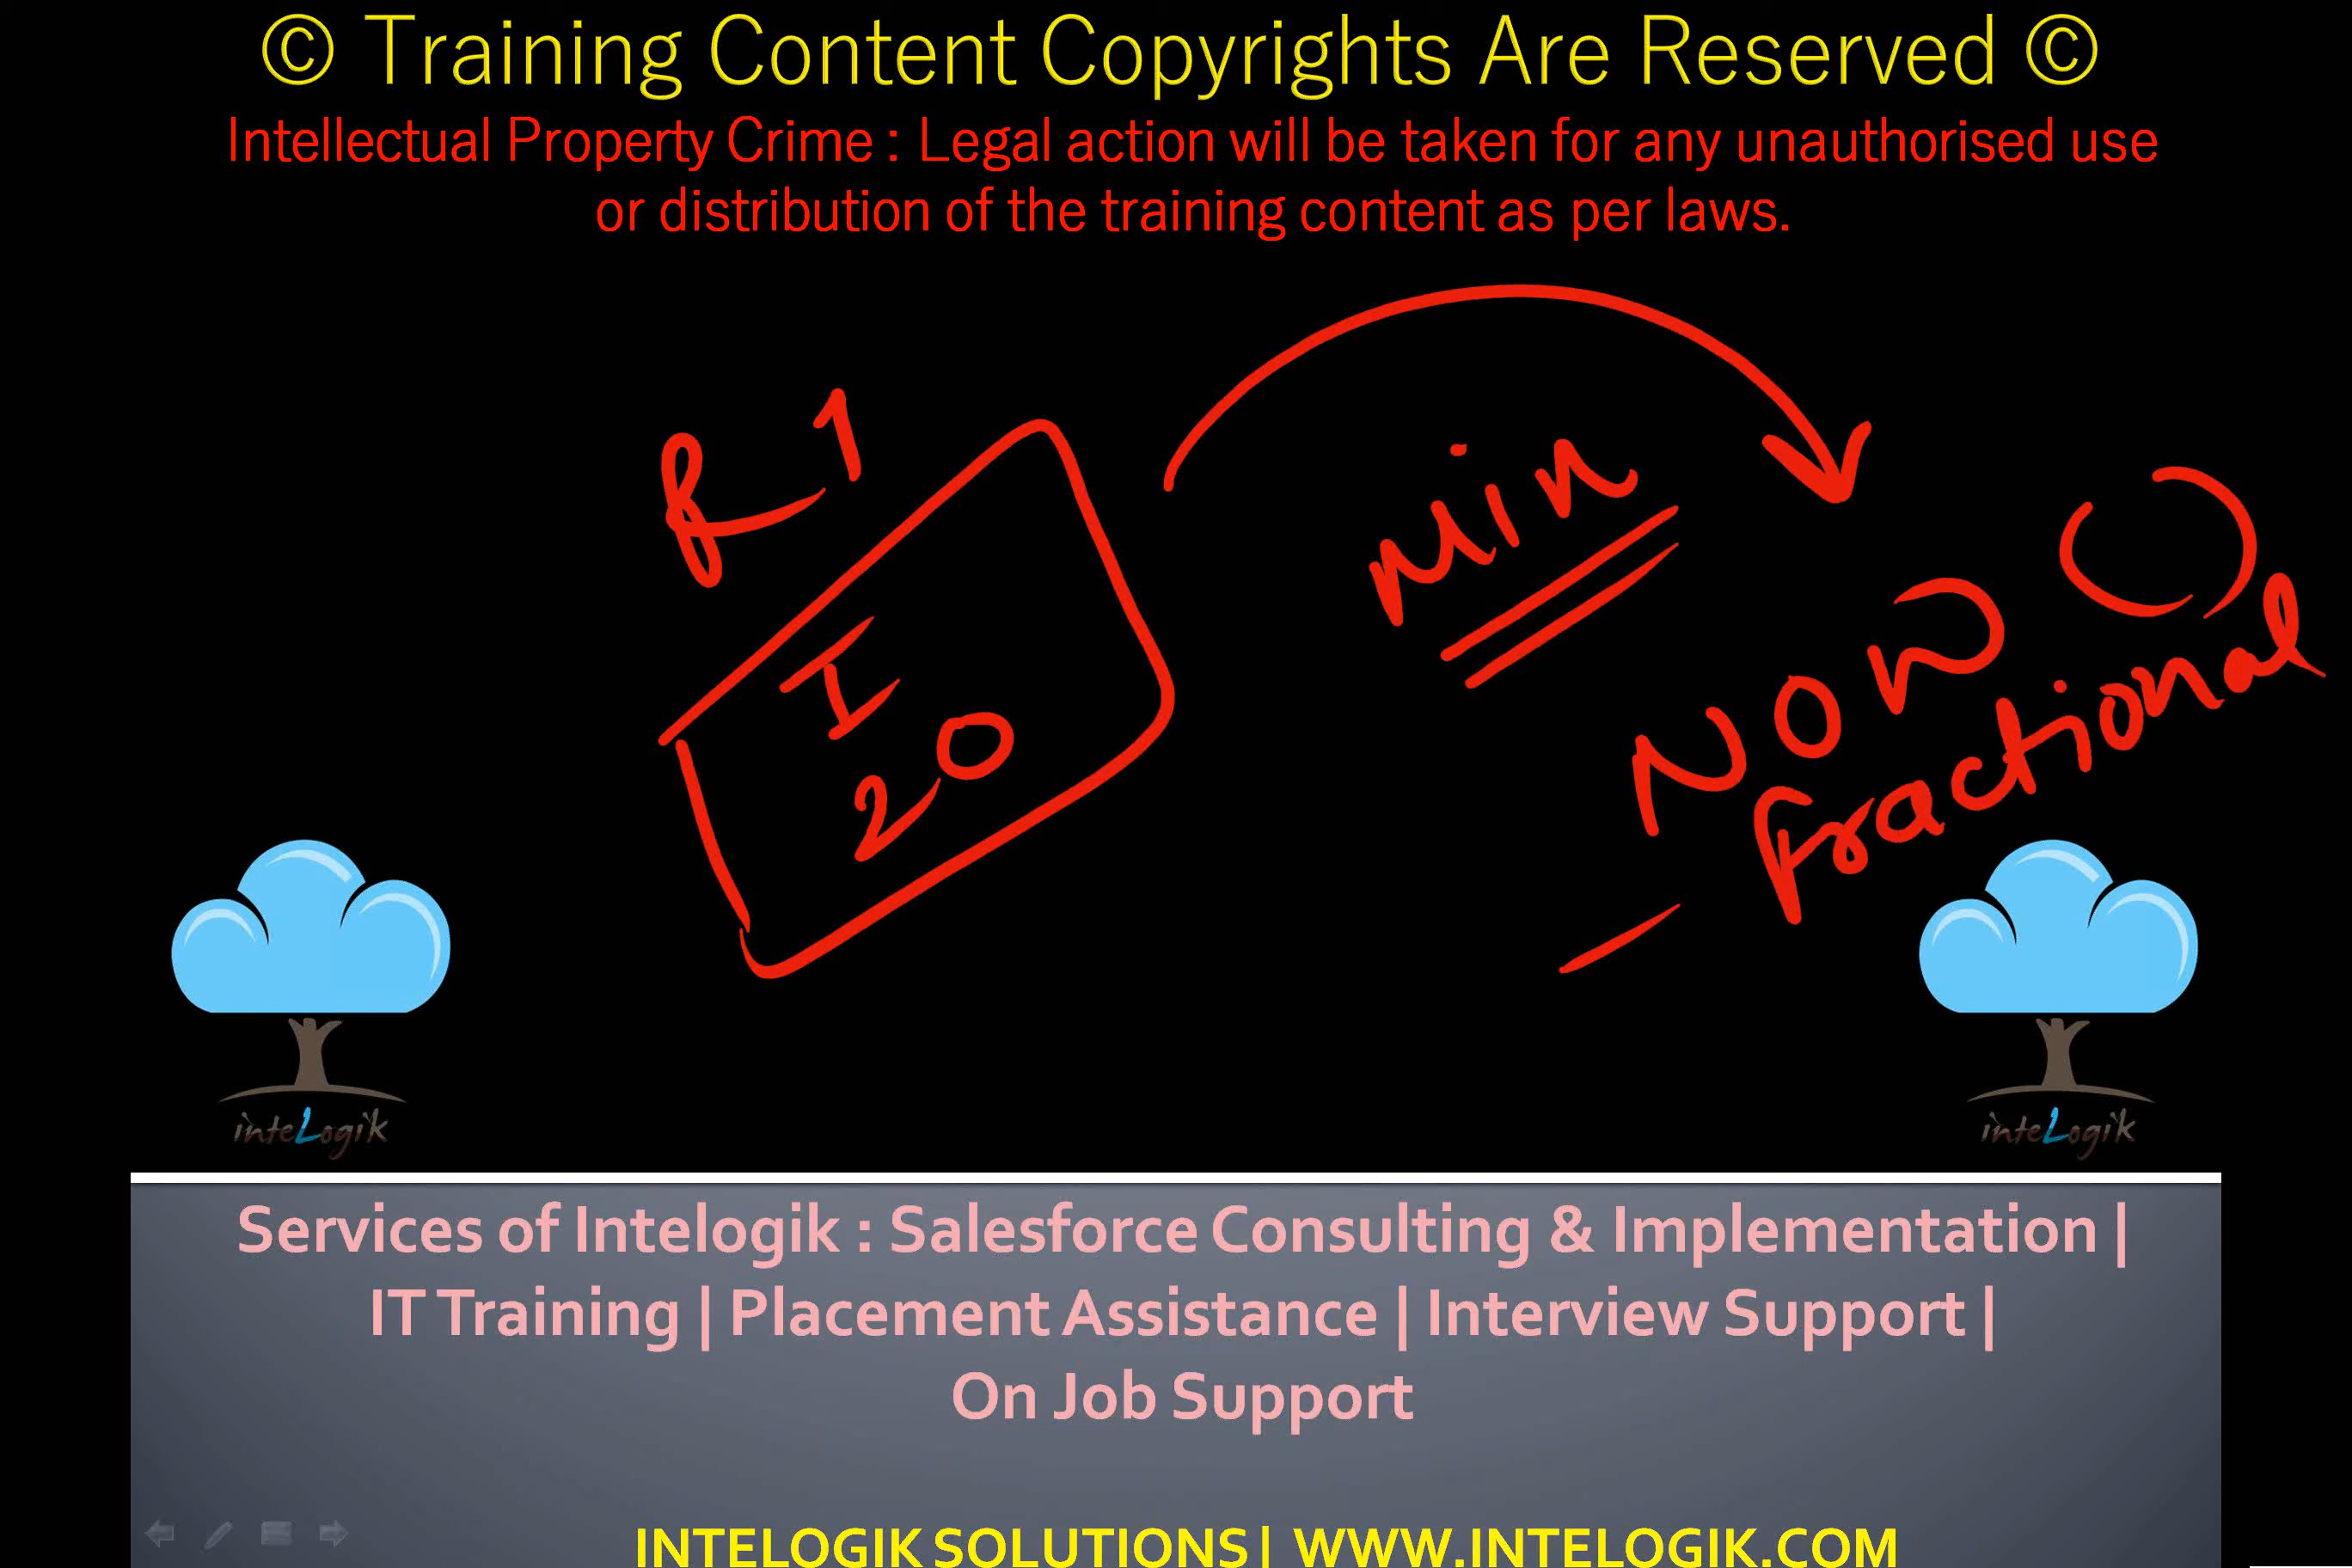 © Training Content Copyrights Are Reserved ©
Intellectual Property Crime : Legal action will be taken for any unauthorised use
or distribution of the training content as per laws.
R1
I
20
Min
Now ()
fractional
inteLogik
inteLogik
Services of Intelogik : Salesforce Consulting & Implementation |
IT Training | Placement Assistance | Interview Support |
On Job Support
INTELOGIK SOLUTIONS | WWW.INTELOGIK.COM